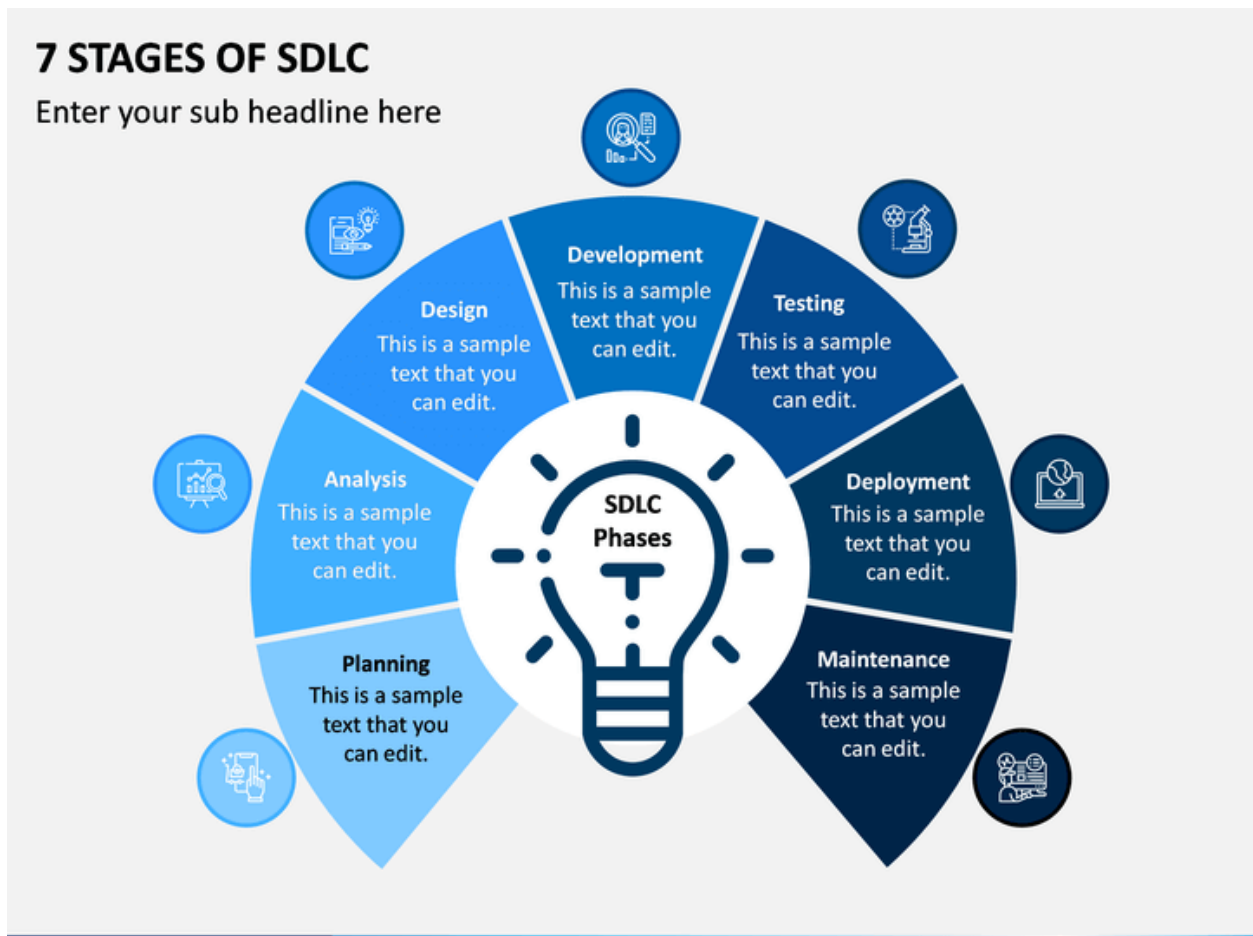 7 STAGES OF SDLC
Enter your sub headline here
Planning
This is a sample
text that you
can edit.
Analysis
This is a sample
text that you
can edit.
Design
This is a sample
text that you
can edit.
Development
This is a sample
text that you
can edit.
Testing
This is a sample
text that you
can edit.
Deployment
This is a sample
text that you
can edit.
Maintenance
This is a sample
text that you
can edit.
SDLC
Phases